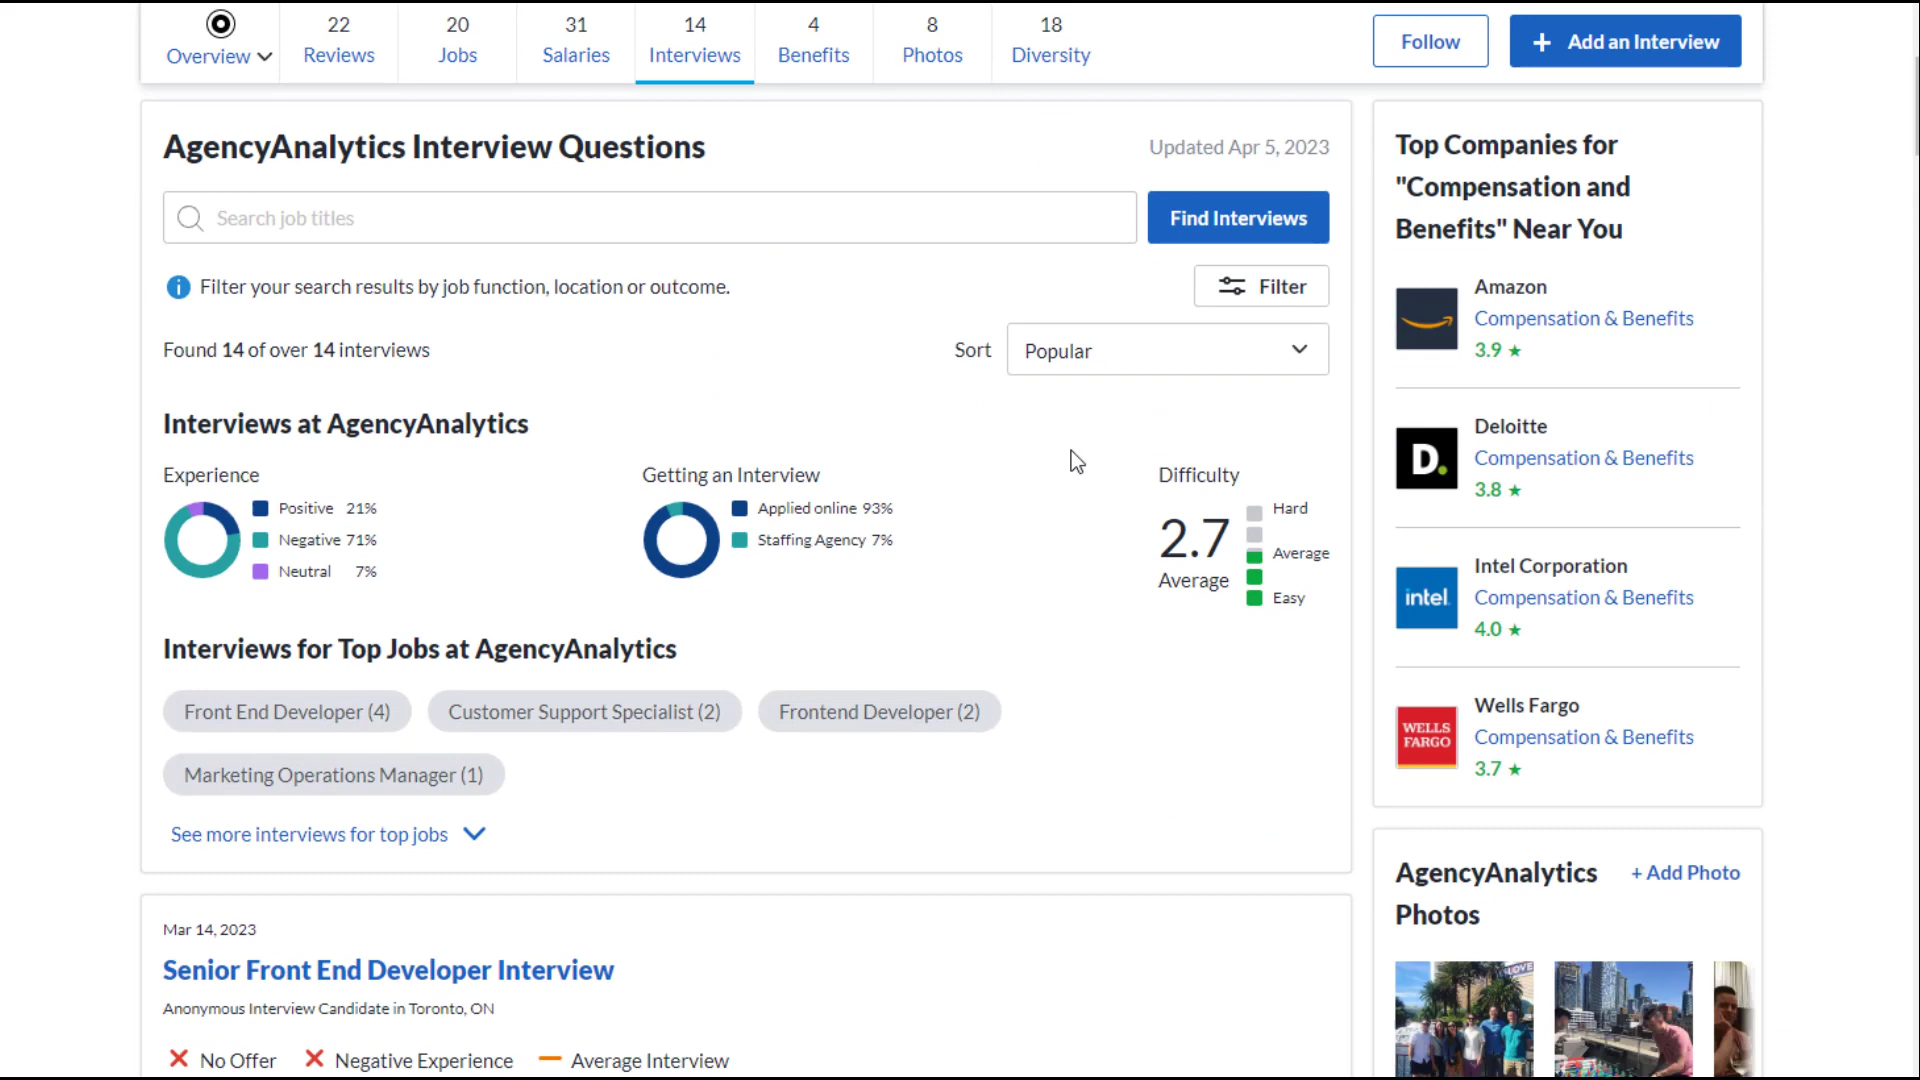 22
20
31
14
4
8
18
Overview
Reviews
Jobs
Salaries
Interviews
Benefits
Photos
Diversity
Follow
+ Add an Interview
AgencyAnalytics Interview Questions
Updated Apr 5, 2023
Search job titles
Find Interviews
Filter your search results by job function, location or outcome.
Filter
Found 14 of over 14 interviews
Sort
Popular
Interviews at AgencyAnalytics
Experience
Positive 21%
Negative 71%
Neutral 7%
Getting an Interview
Applied online 93%
Staffing Agency 7%
Difficulty
2.7
Average
Hard
Average
Easy
Interviews for Top Jobs at AgencyAnalytics
Front End Developer (4)
Customer Support Specialist (2)
Frontend Developer (2)
Marketing Operations Manager (1)
See more interviews for top jobs
Mar 14, 2023
Senior Front End Developer Interview
Anonymous Interview Candidate in Toronto, ON
No Offer
Negative Experience
Average Interview
Top Companies for
"Compensation and
Benefits" Near You
Amazon
Compensation & Benefits
3.9 ★
D.
Deloitte
Compensation & Benefits
3.8 ★
intel
Intel Corporation
Compensation & Benefits
4.0 ★
WELLS
FARGO
Wells Fargo
Compensation & Benefits
3.7 ★
AgencyAnalytics
Photos
+ Add Photo
LOVE